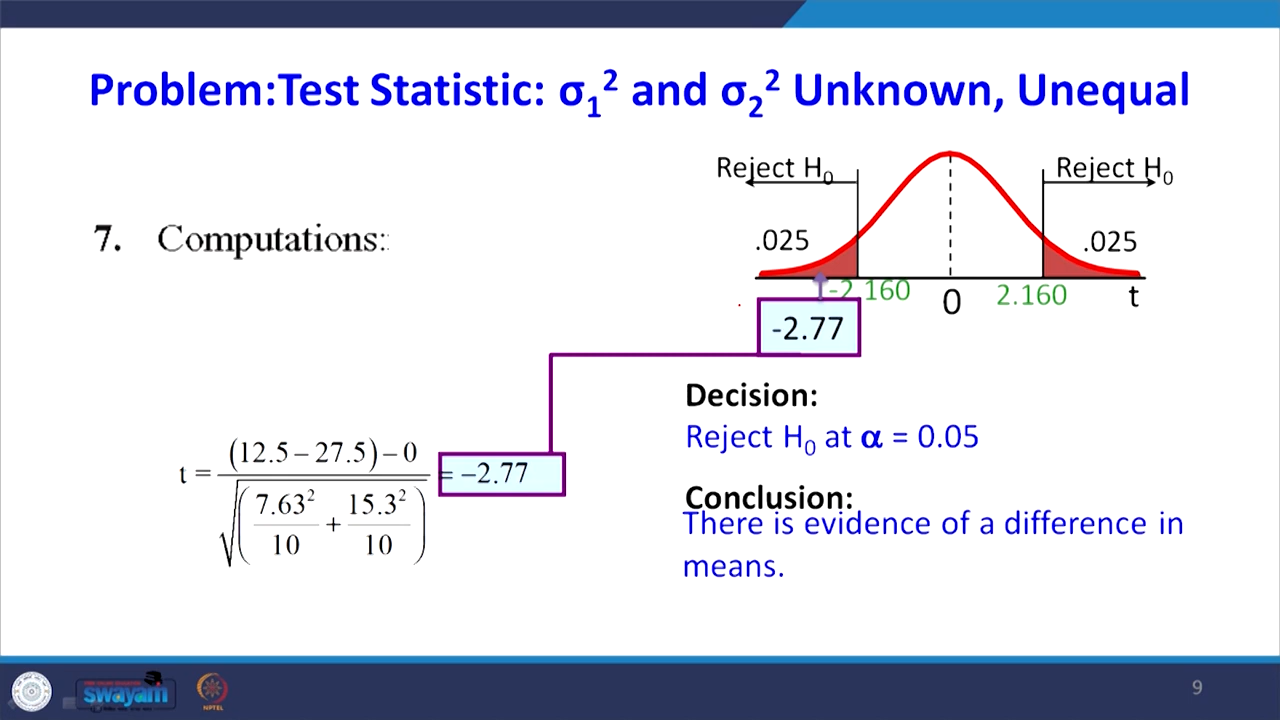 Problem:Test Statistic: σ₁² and σ₂² Unknown, Unequal
Reject H₀
Reject H₀
7. Computations:
.025
.025
-2.160
0
2.160
t
-2.77
Decision:
Reject H₀ at α = 0.05
t = (12.5 – 27.5) – 0 / √(7.63²/10 + 15.3²/10) = –2.77
Conclusion:
There is evidence of a difference in
means.
swayam
NPTEL
9